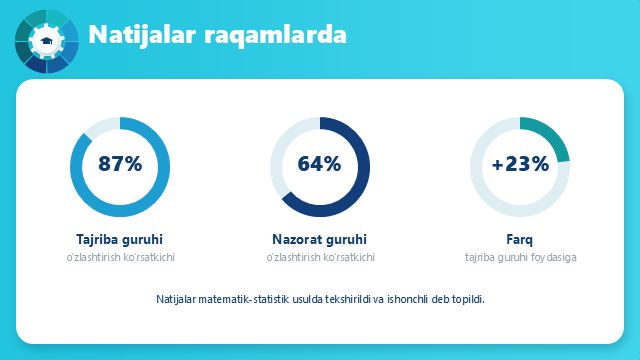 Natijalar raqamlarda
87%
64%
+23%
Tajriba guruhi
Nazorat guruhi
Farq
o'zlashtirish ko'rsatkichi
o'zlashtirish ko'rsatkichi
tajriba guruhi foydasiga
Natijalar matematik-statistik usulda tekshirildi va ishonchli deb topildi.